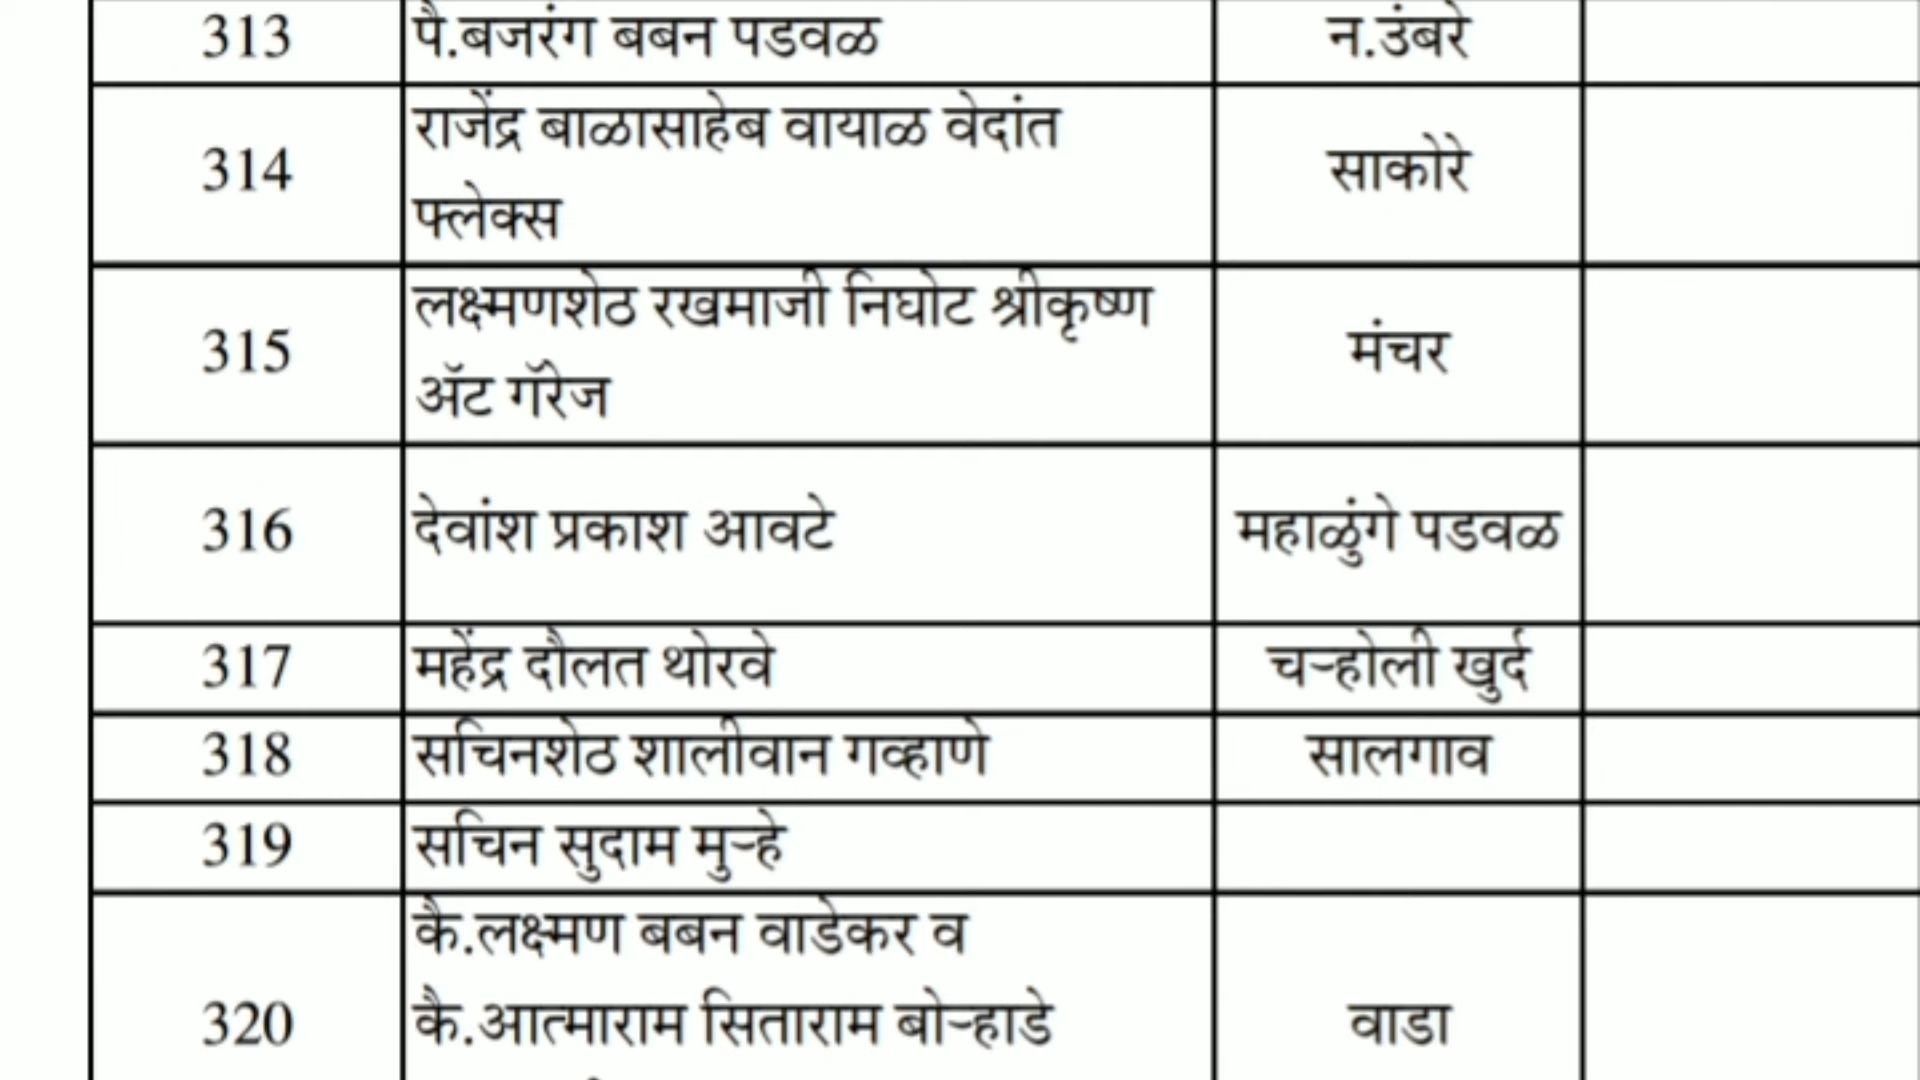 313 पै.बजरंग बबन पडवळ न.उंबरे
राजेंद्र बाळासाहेब वायाळ वेदांत
314 साकोरे
फ्लेक्स
लक्ष्मणशेठ रखमाजी निघोट श्रीकृष्ण
315 मंचर
ॲट गॅरेज
316 देवांश प्रकाश आवटे महाळुंगे पडवळ
317 महेंद्र दौलत थोरवे चऱ्होली खुर्द
318 सचिनशेठ शालीवान गव्हाणे सालगाव
319 सचिन सुदाम मुऱ्हे
कै.लक्ष्मण बबन वाडेकर व
320 कै.आत्माराम सिताराम बोऱ्हाडे वाडा